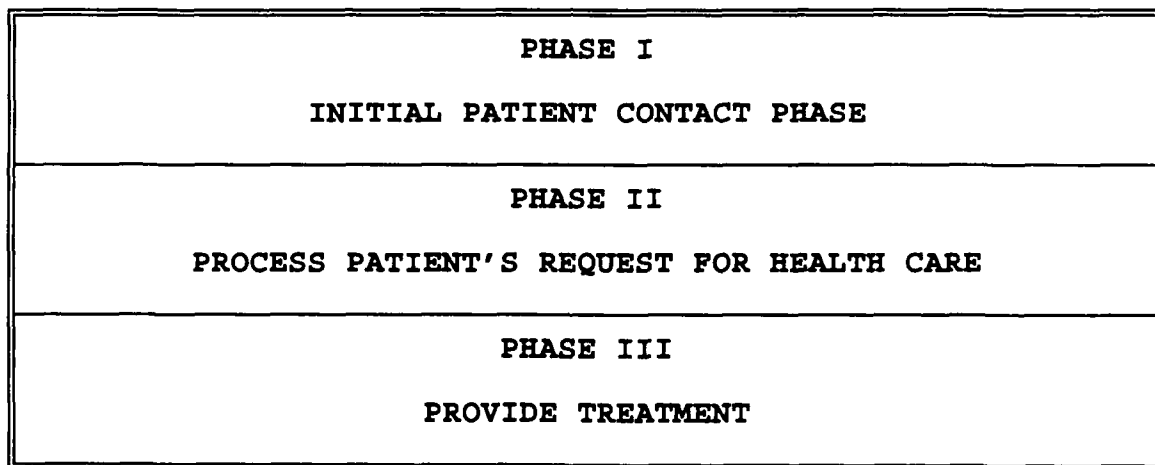 PHASE I
INITIAL PATIENT CONTACT PHASE
PHASE II
PROCESS PATIENT'S REQUEST FOR HEALTH CARE
PHASE III
PROVIDE TREATMENT